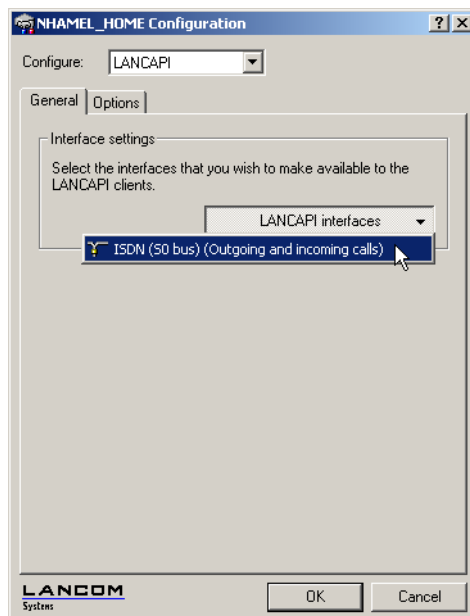 NHAMEL_HOME Configuration
Configure: LANCAPI
General Options
Interface settings
Select the interfaces that you wish to make available to the
LANCAPI clients.
LANCAPI interfaces
ISDN (S0 bus) (Outgoing and incoming calls)
LANCOM
Systems
OK Cancel